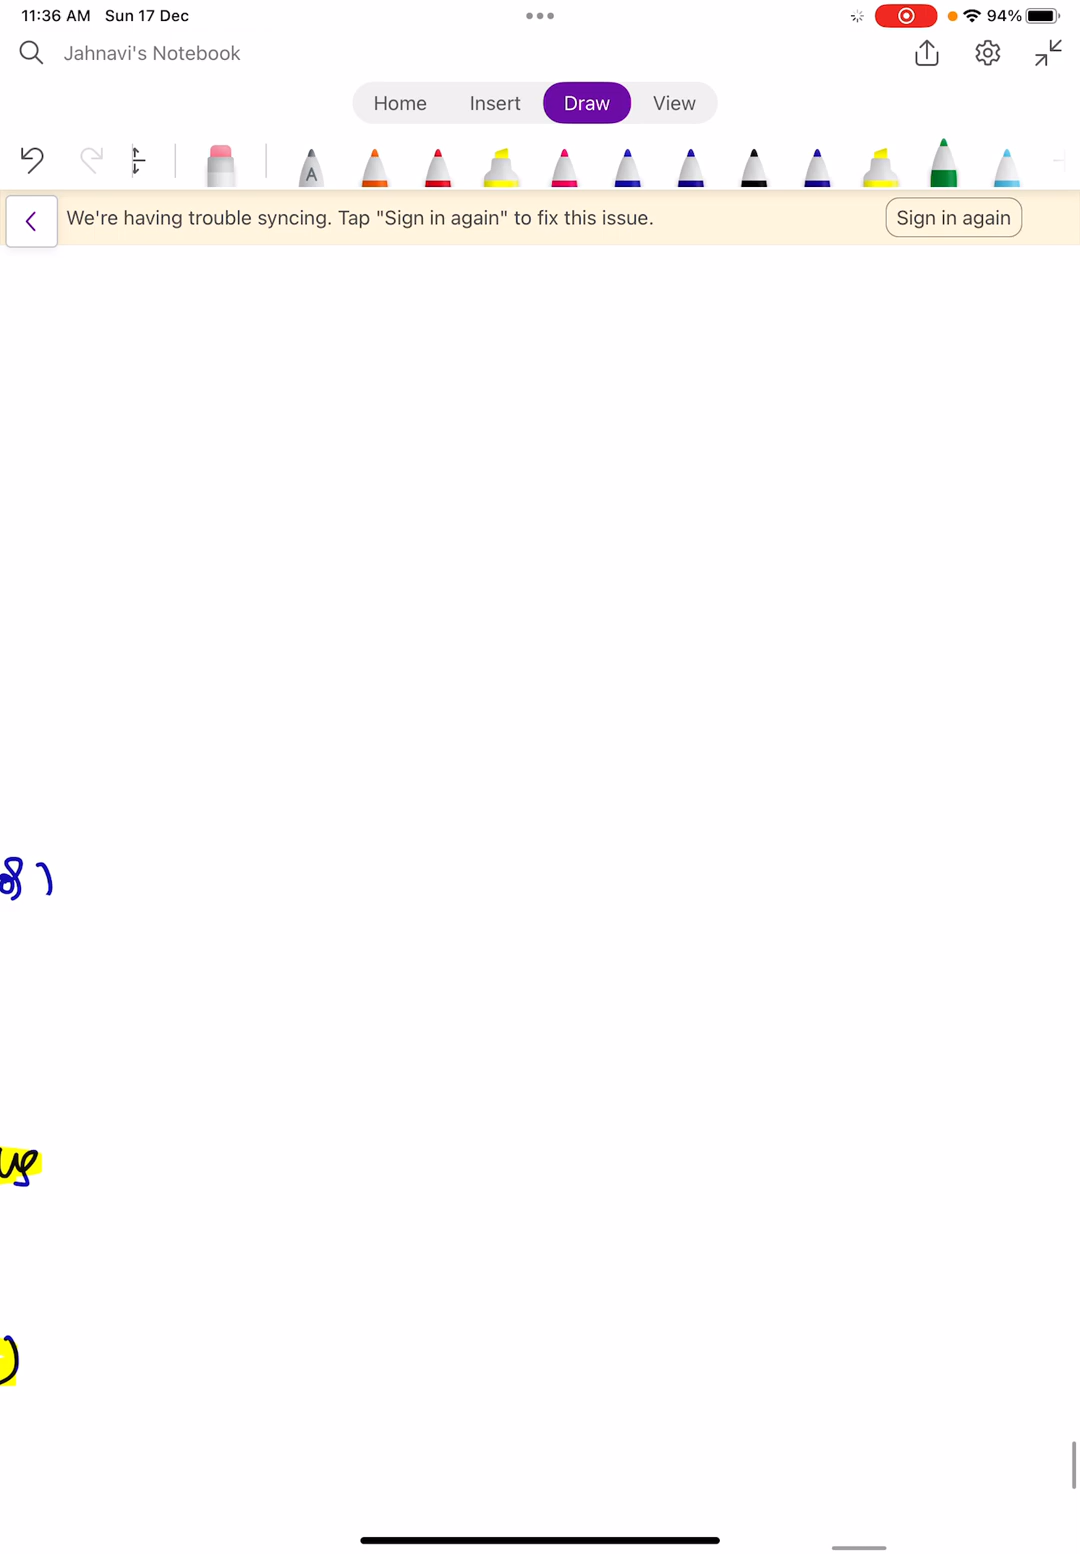 11:36 AM Sun 17 Dec
94%
Jahnavi's Notebook
Home Insert Draw View
A
We're having trouble syncing. Tap "Sign in again" to fix this issue.
Sign in again
)